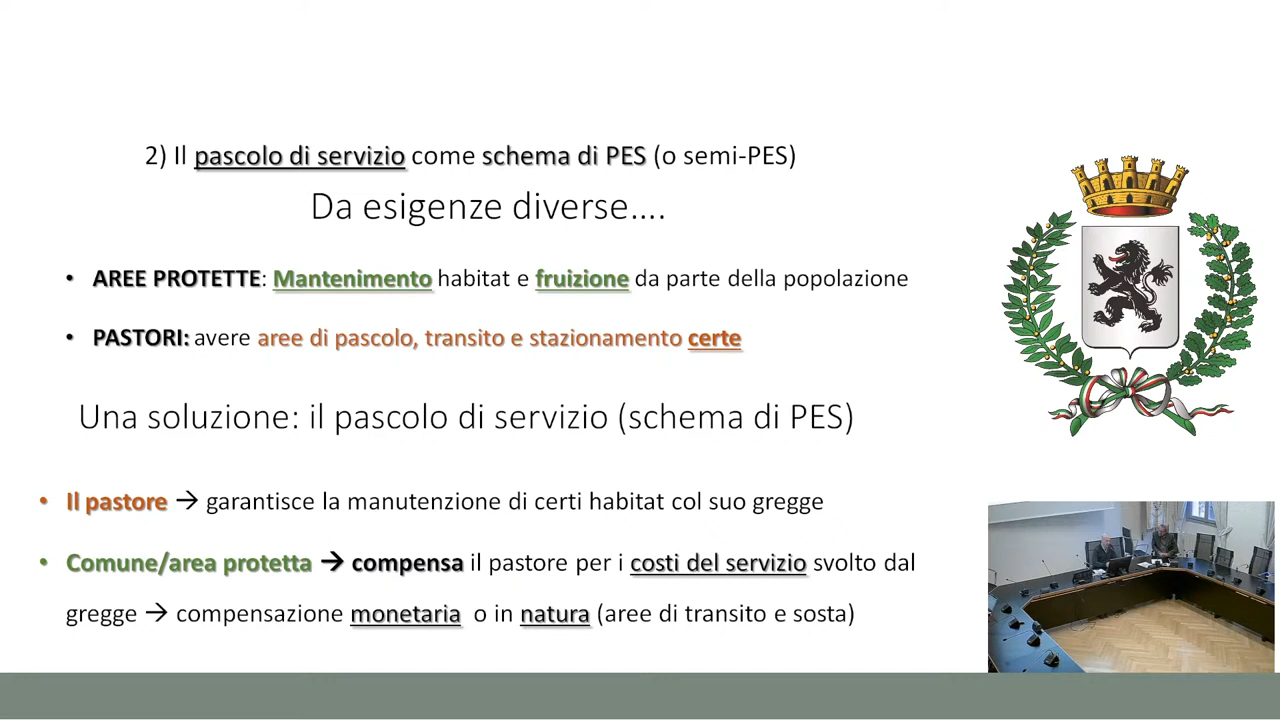 2) Il pascolo di servizio come schema di PES (o semi-PES)
Da esigenze diverse....
• AREE PROTETTE: Mantenimento habitat e fruizione da parte della popolazione
• PASTORI: avere aree di pascolo, transito e stazionamento certe
Una soluzione: il pascolo di servizio (schema di PES)
• Il pastore → garantisce la manutenzione di certi habitat col suo gregge
• Comune/area protetta → compensa il pastore per i costi del servizio svolto dal
gregge → compensazione monetaria o in natura (aree di transito e sosta)